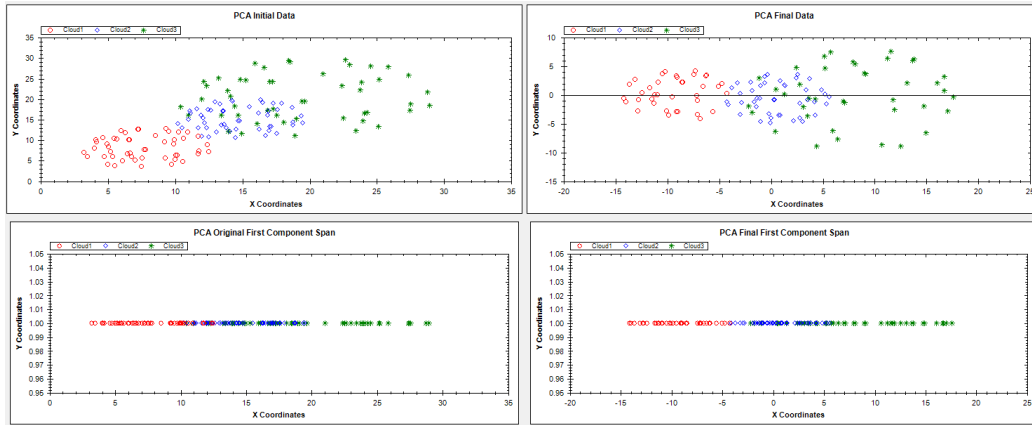 PCA Initial Data
Cloud1 Cloud2 Cloud3
Y Coordinates
35
30
25
20
15
10
5
0
0 5 10 15 20 25 30 35
X Coordinates
PCA Final Data
Cloud1 Cloud2 Cloud3
Y Coordinates
10
5
0
-5
-10
-15
-20 -15 -10 -5 0 5 10 15 20 25
X Coordinates
PCA Original First Component Span
Cloud1 Cloud2 Cloud3
Y Coordinates
1.05
1.04
1.03
1.02
1.01
1.00
0.99
0.98
0.97
0.96
0.95
0 5 10 15 20 25 30 35
X Coordinates
PCA Final First Component Span
Cloud1 Cloud2 Cloud3
Y Coordinates
1.05
1.04
1.03
1.02
1.01
1.00
0.99
0.98
0.97
0.96
0.95
-20 -15 -10 -5 0 5 10 15 20 25
X Coordinates